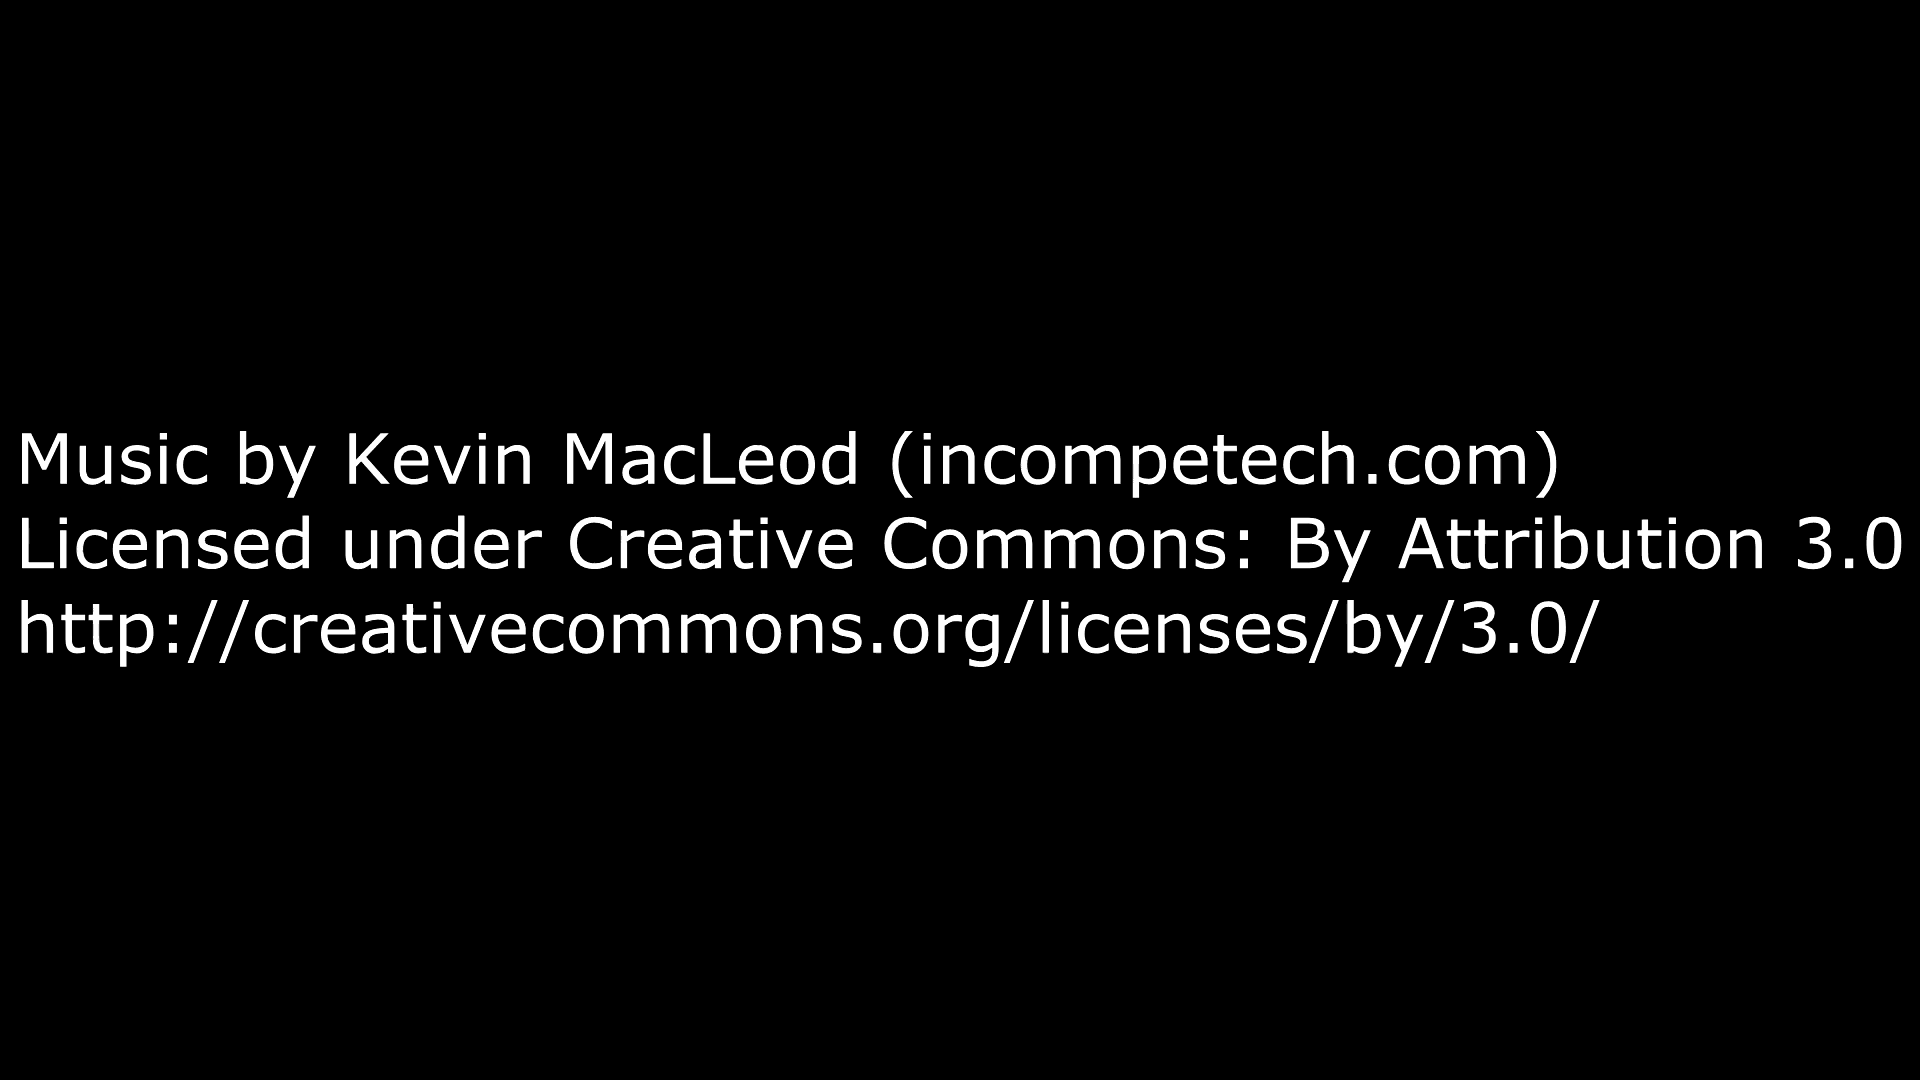 Music by Kevin MacLeod (incompetech.com)
Licensed under Creative Commons: By Attribution 3.0
http://creativecommons.org/licenses/by/3.0/